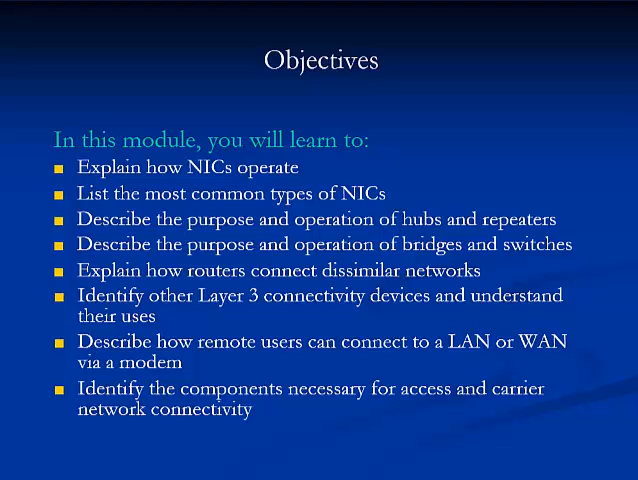 Objectives
In this module, you will learn to:
Explain how NICs operate
List the most common types of NICs
Describe the purpose and operation of hubs and repeaters
Describe the purpose and operation of bridges and switches
Explain how routers connect dissimilar networks
Identify other Layer 3 connectivity devices and understand
their uses
Describe how remote users can connect to a LAN or WAN
via a modem
Identify the components necessary for access and carrier
network connectivity